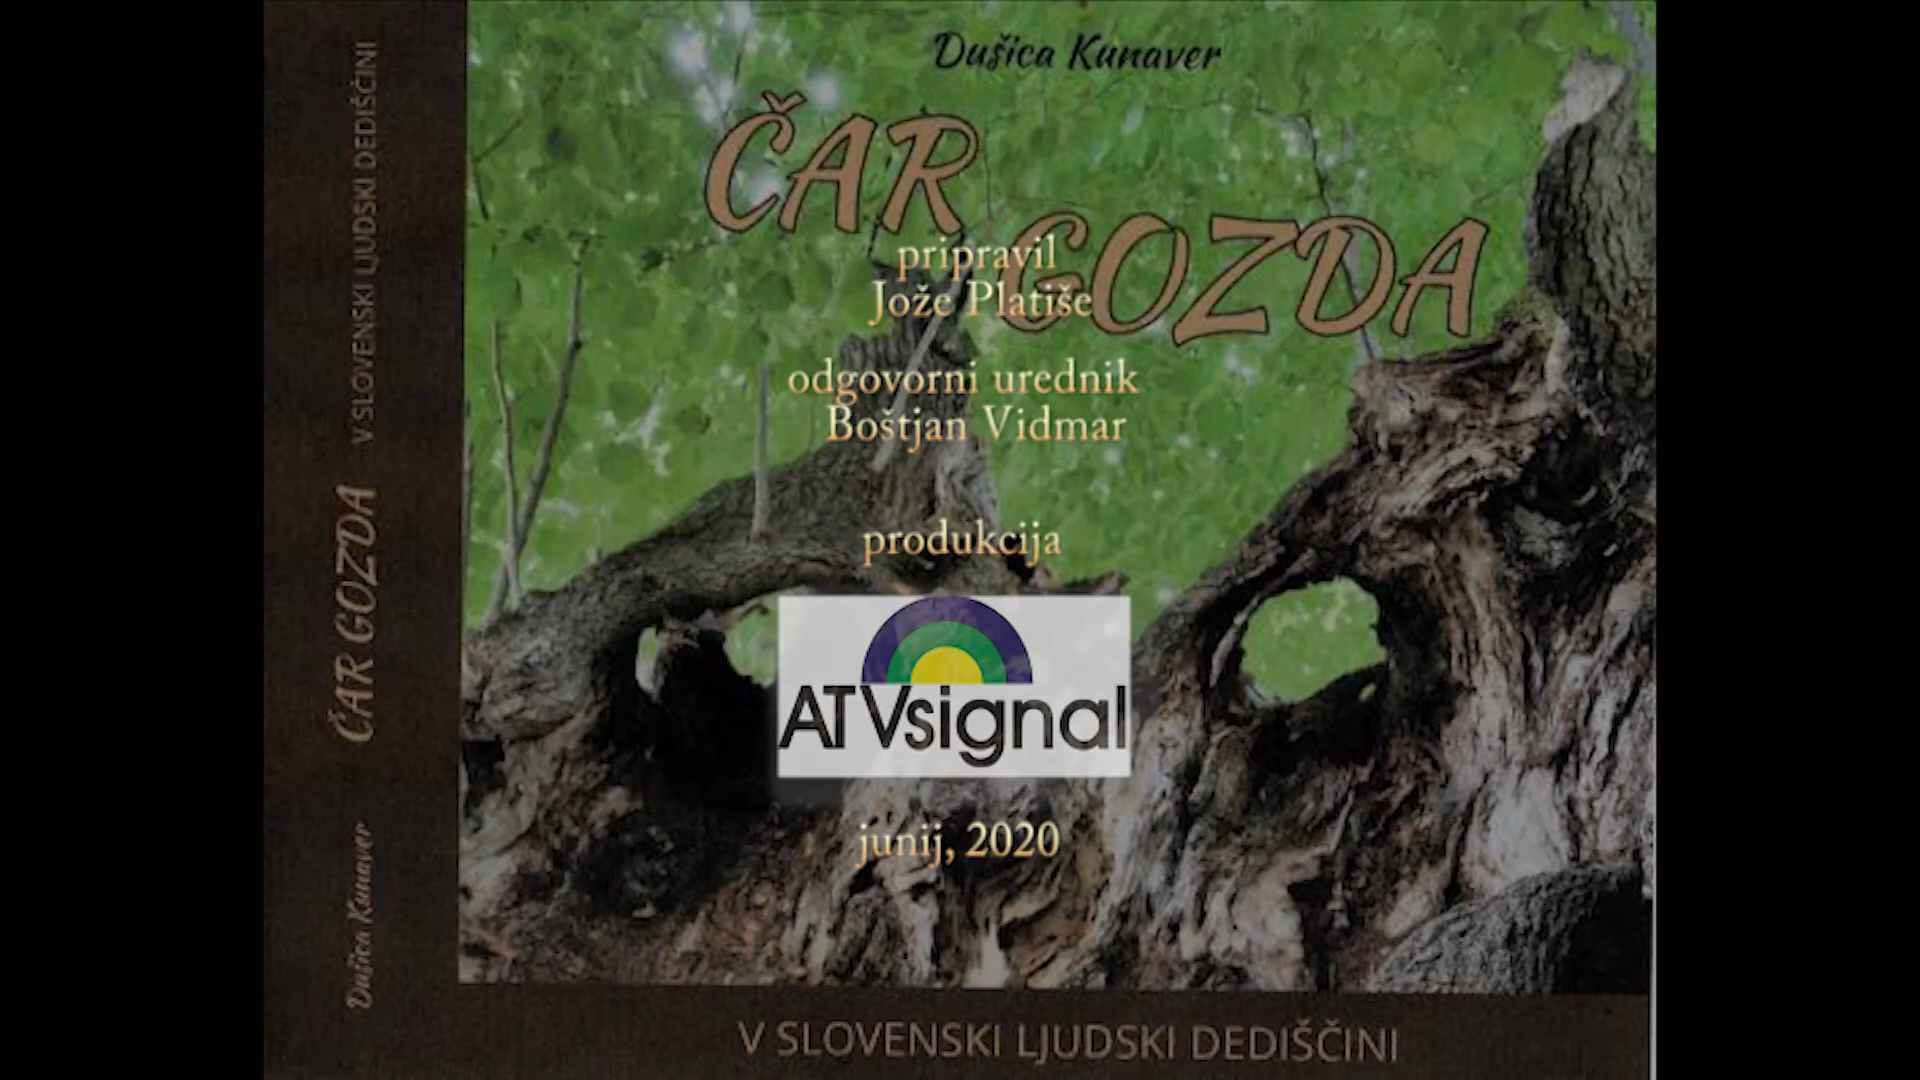 Dušica Kunaver
ČAR
GOZDA
pripravil
Jože Platiše
odgovorni urednik
Boštjan Vidmar
produkcija
ATVsignal
junij, 2020
V SLOVENSKI LJUDSKI DEDIŠČINI
Dušica Kunaver ČAR GOZDA V SLOVENSKI LJUDSKI DEDIŠČINI